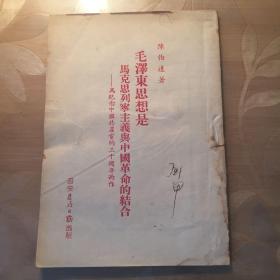 陳伯達著
毛澤東思想是
馬克思列寧主義與中國革命的結合
——為紀念中國共產黨的三十週年而作